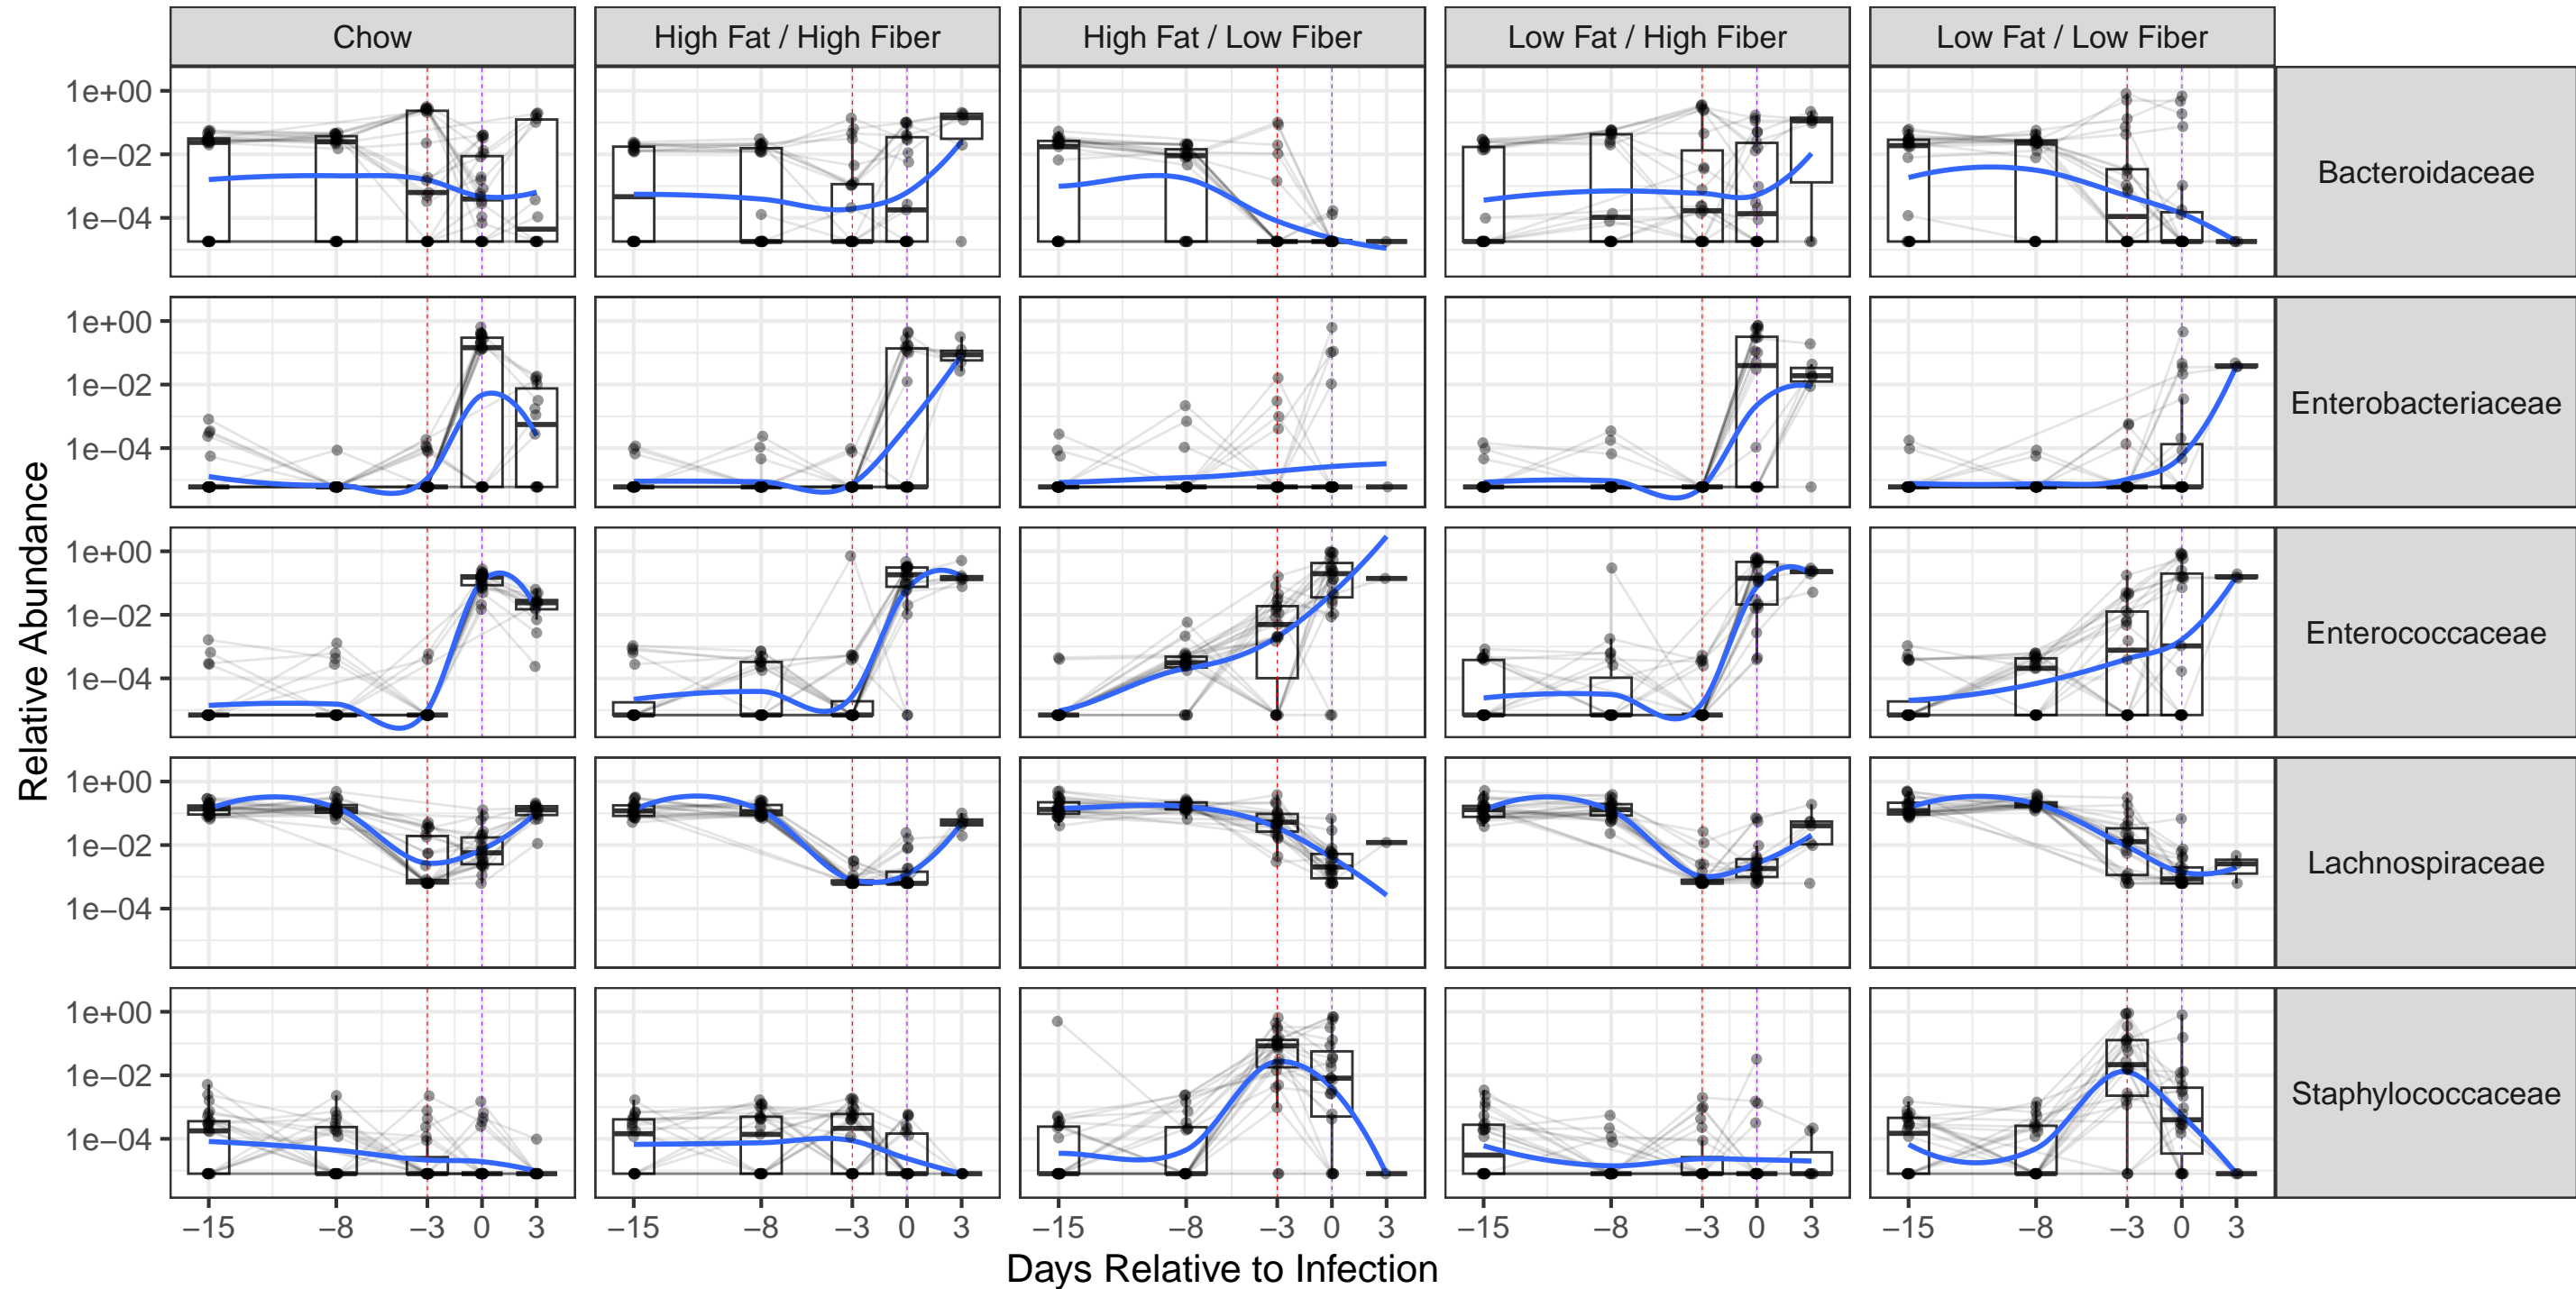 Chow
High Fat / High Fiber
High Fat / Low Fiber
Low Fat / High Fiber
Low Fat / Low Fiber
Relative Abundance
1e+00
1e−02
1e−04
Bacteroidaceae
1e+00
1e−02
1e−04
Enterobacteriaceae
1e+00
1e−02
1e−04
Enterococcaceae
1e+00
1e−02
1e−04
Lachnospiraceae
1e+00
1e−02
1e−04
Staphylococcaceae
−15 −8 −3 0 3
−15 −8 −3 0 3
−15 −8 −3 0 3
−15 −8 −3 0 3
−15 −8 −3 0 3
Days Relative to Infection